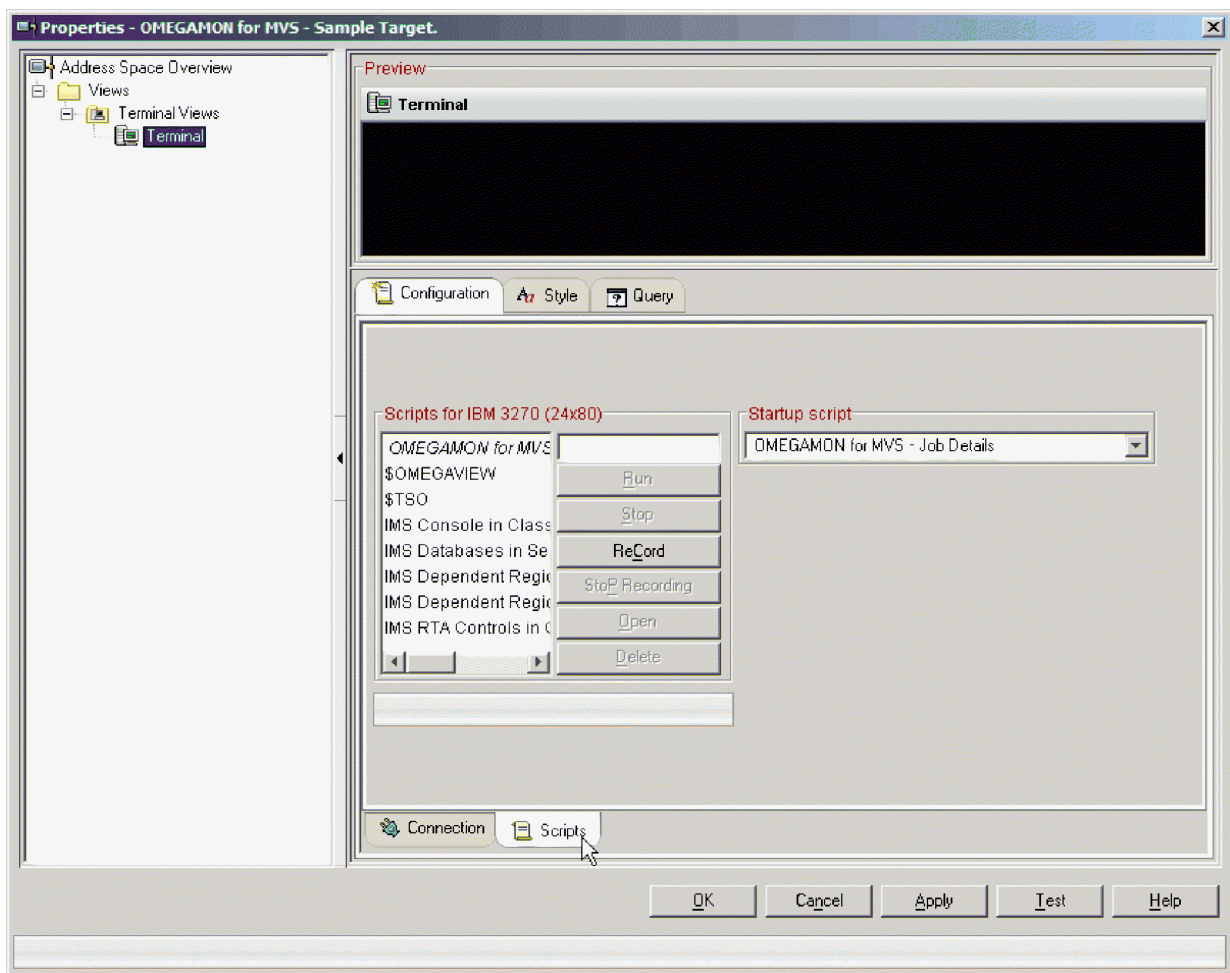 Properties - OMEGAMON for MVS - Sample Target.
Address Space Overview
Views
Terminal Views
Terminal
Preview
Terminal
Configuration
Style
Query
Scripts for IBM 3270 (24x80)
OMEGAMON for MVS
$OMEGAVIEW
$TSO
IMS Console in Class
IMS Databases in Se
IMS Dependent Regic
IMS Dependent Regic
IMS RTA Controls in C
Run
Stop
ReCord
StoP Recording
Open
Delete
Startup script
OMEGAMON for MVS - Job Details
Connection
Scripts
OK
Cancel
Apply
Test
Help